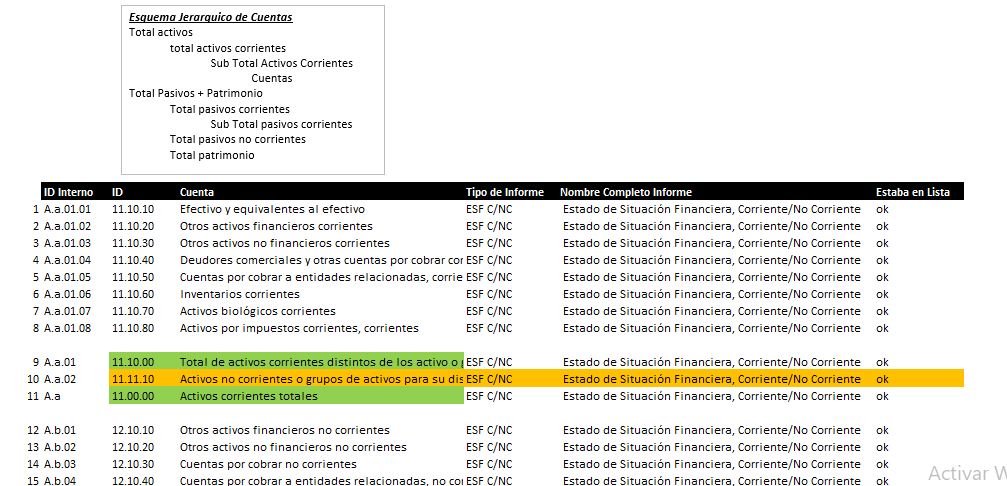 Esquema Jerarquico de Cuentas
Total activos
total activos corrientes
Sub Total Activos Corrientes
Cuentas
Total Pasivos + Patrimonio
Total pasivos corrientes
Sub Total pasivos corrientes
Total pasivos no corrientes
Total patrimonio
ID Interno ID Cuenta Tipo de Informe Nombre Completo Informe Estaba en Lista
1 A.a.01.01 11.10.10 Efectivo y equivalentes al efectivo ESF C/NC Estado de Situación Financiera, Corriente/No Corriente ok
2 A.a.01.02 11.10.20 Otros activos financieros corrientes ESF C/NC Estado de Situación Financiera, Corriente/No Corriente ok
3 A.a.01.03 11.10.30 Otros activos no financieros corrientes ESF C/NC Estado de Situación Financiera, Corriente/No Corriente ok
4 A.a.01.04 11.10.40 Deudores comerciales y otras cuentas por cobrar cor ESF C/NC Estado de Situación Financiera, Corriente/No Corriente ok
5 A.a.01.05 11.10.50 Cuentas por cobrar a entidades relacionadas, corrie ESF C/NC Estado de Situación Financiera, Corriente/No Corriente ok
6 A.a.01.06 11.10.60 Inventarios corrientes ESF C/NC Estado de Situación Financiera, Corriente/No Corriente ok
7 A.a.01.07 11.10.70 Activos biológicos corrientes ESF C/NC Estado de Situación Financiera, Corriente/No Corriente ok
8 A.a.01.08 11.10.80 Activos por impuestos corrientes, corrientes ESF C/NC Estado de Situación Financiera, Corriente/No Corriente ok
9 A.a.01 11.10.00 Total de activos corrientes distintos de los activo o g ESF C/NC Estado de Situación Financiera, Corriente/No Corriente ok
10 A.a.02 11.11.10 Activos no corrientes o grupos de activos para su dis ESF C/NC Estado de Situación Financiera, Corriente/No Corriente ok
11 A.a 11.00.00 Activos corrientes totales ESF C/NC Estado de Situación Financiera, Corriente/No Corriente ok
12 A.b.01 12.10.10 Otros activos financieros no corrientes ESF C/NC Estado de Situación Financiera, Corriente/No Corriente ok
13 A.b.02 12.10.20 Otros activos no financieros no corrientes ESF C/NC Estado de Situación Financiera, Corriente/No Corriente ok
14 A.b.03 12.10.30 Cuentas por cobrar no corrientes ESF C/NC Estado de Situación Financiera, Corriente/No Corriente ok
15 A.b.04 12.10.40 Cuentas por cobrar a entidades relacionadas, no cor ESF C/NC Estado de Situación Financiera, Corriente/No Corriente ok
Activar W